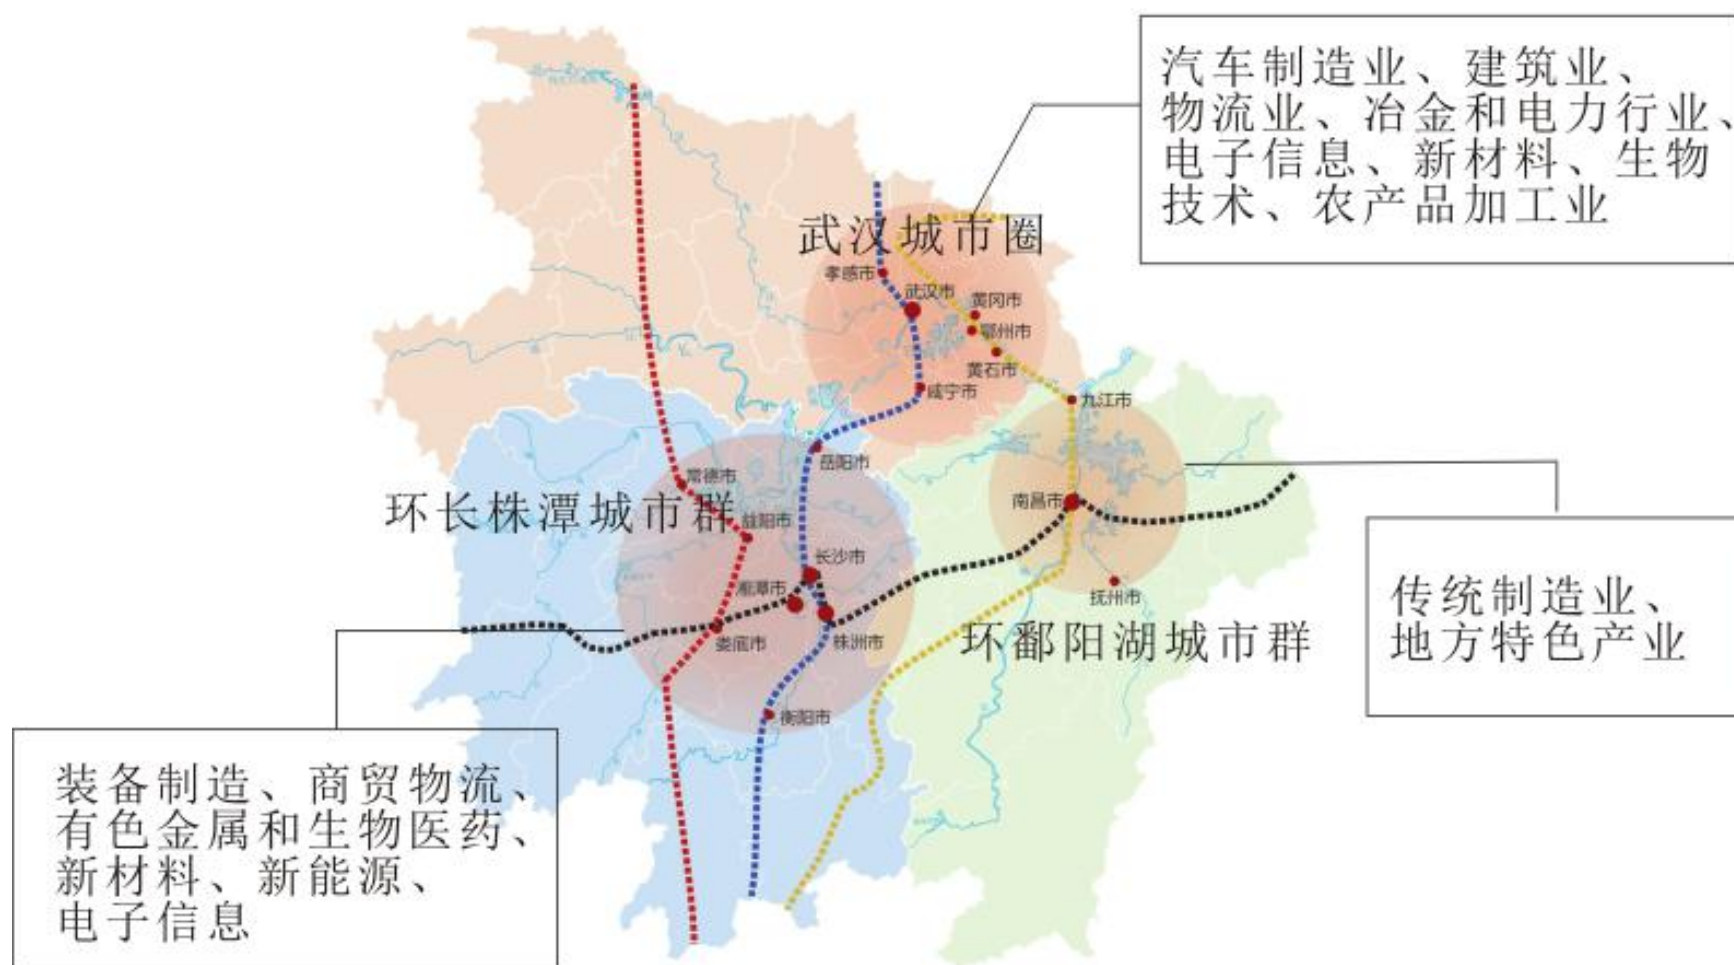 汽车制造业、建筑业、
物流业、冶金和电力行业、
电子信息、新材料、生物
技术、农产品加工业
武汉城市圈
孝感市
武汉市
黄冈市
鄂州市
黄石市
咸宁市
九江市
岳阳市
常德市
环长株潭城市群
益阳市
南昌市
长沙市
湘潭市
抚州市
娄底市
株洲市
环鄱阳湖城市群
衡阳市
传统制造业、
地方特色产业
装备制造、商贸物流、
有色金属和生物医药、
新材料、新能源、
电子信息